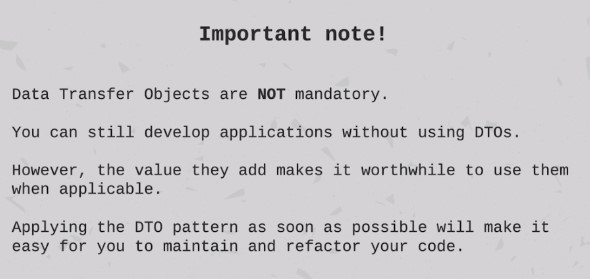 Important note!
Data Transfer Objects are NOT mandatory.
You can still develop applications without using DTOs.
However, the value they add makes it worthwhile to use them
when applicable.
Applying the DTO pattern as soon as possible will make it
easy for you to maintain and refactor your code.